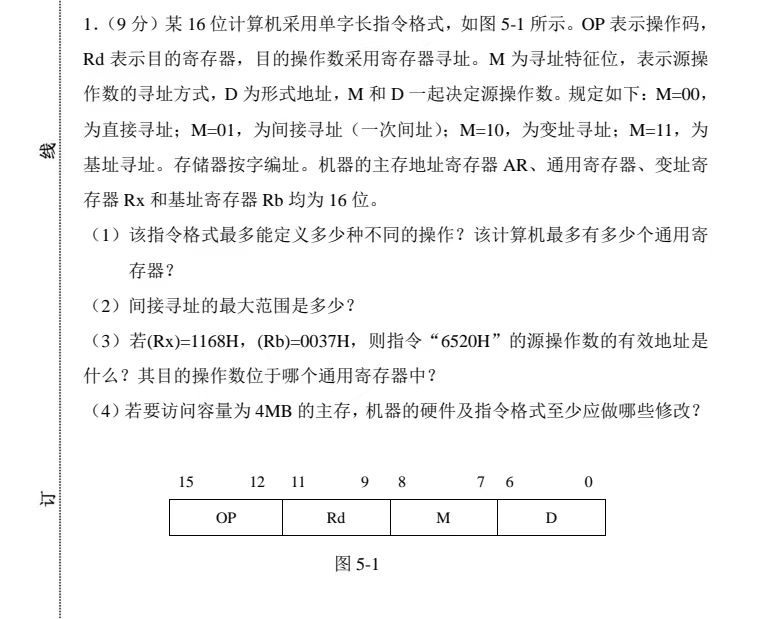 1.（9 分）某 16 位计算机采用单字长指令格式，如图 5-1 所示。OP 表示操作码，
Rd 表示目的寄存器，目的操作数采用寄存器寻址。M 为寻址特征位，表示源操
作数的寻址方式，D 为形式地址，M 和 D 一起决定源操作数。规定如下：M=00，
为直接寻址；M=01，为间接寻址（一次间址）；M=10，为变址寻址；M=11，为
基址寻址。存储器按字编址。机器的主存地址寄存器 AR、通用寄存器、变址寄
存器 Rx 和基址寄存器 Rb 均为 16 位。
（1）该指令格式最多能定义多少种不同的操作？该计算机最多有多少个通用寄
存器？
（2）间接寻址的最大范围是多少？
（3）若(Rx)=1168H，(Rb)=0037H，则指令“6520H”的源操作数的有效地址是
什么？其目的操作数位于哪个通用寄存器中？
（4）若要访问容量为 4MB 的主存，机器的硬件及指令格式至少应做哪些修改？
15 12 11 9 8 7 6 0
OP Rd M D
图 5-1
线
订